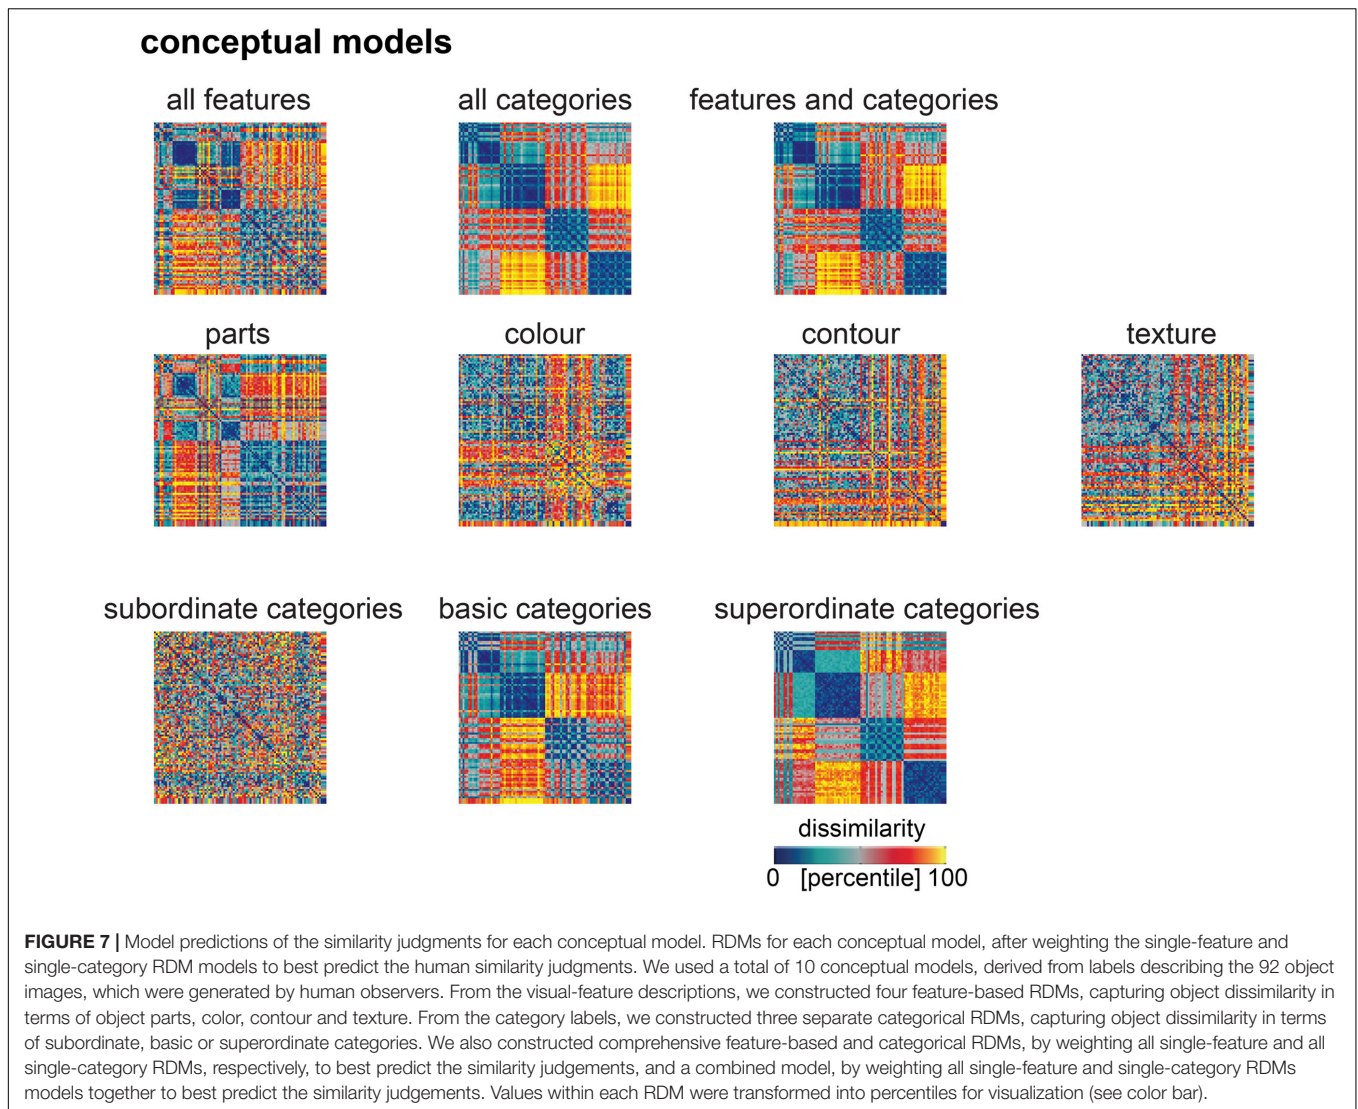 conceptual models
all features
all categories
features and categories
parts
colour
contour
texture
subordinate categories
basic categories
superordinate categories
dissimilarity
0 [percentile] 100
FIGURE 7 | Model predictions of the similarity judgments for each conceptual model. RDMs for each conceptual model, after weighting the single-feature and
single-category RDM models to best predict the human similarity judgments. We used a total of 10 conceptual models, derived from labels describing the 92 object
images, which were generated by human observers. From the visual-feature descriptions, we constructed four feature-based RDMs, capturing object dissimilarity in
terms of object parts, color, contour and texture. From the category labels, we constructed three separate categorical RDMs, capturing object dissimilarity in terms
of subordinate, basic or superordinate categories. We also constructed comprehensive feature-based and categorical RDMs, by weighting all single-feature and all
single-category RDMs, respectively, to best predict the similarity judgements, and a combined model, by weighting all single-feature and single-category RDMs
models together to best predict the similarity judgements. Values within each RDM were transformed into percentiles for visualization (see color bar).